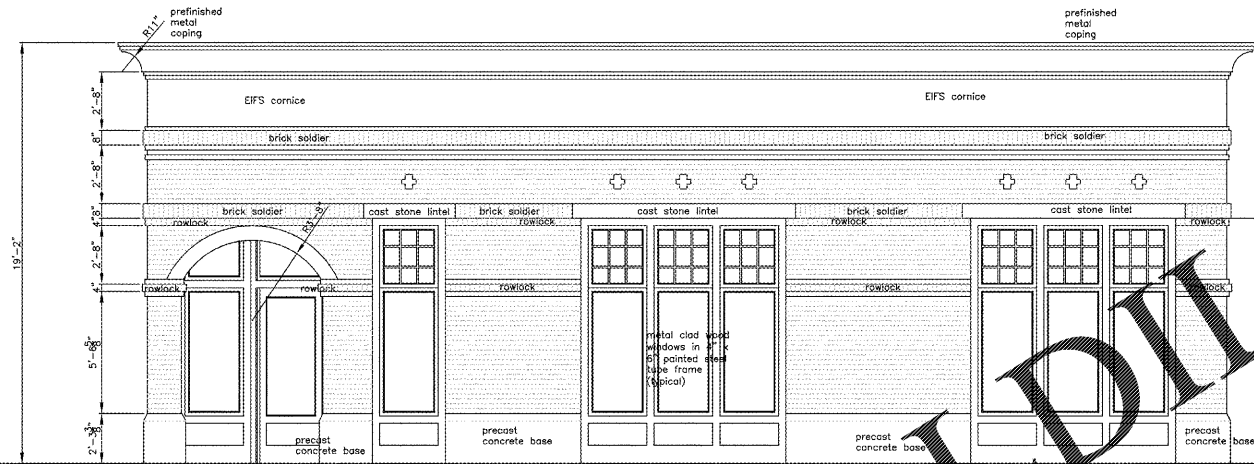 prefinished
metal
coping
R11"
prefinished
metal
coping
EIFS cornice
EIFS cornice
2'-8"
brick soldier
brick soldier
8"
2'-8"
8"
brick soldier
cast stone lintel
brick soldier
cast stone lintel
brick soldier
cast stone lintel
rowlock
rowlock
rowlock
rowlock
4"
R3'-8"
19'-2"
2'-8"
4"
rowlock
rowlock
rowlock
rowlock
rowlock
metal clad wood
windows in
6" painted steel
tube frame
(typical)
precast
concrete base
precast
concrete base
precast
concrete base
precast
concrete base